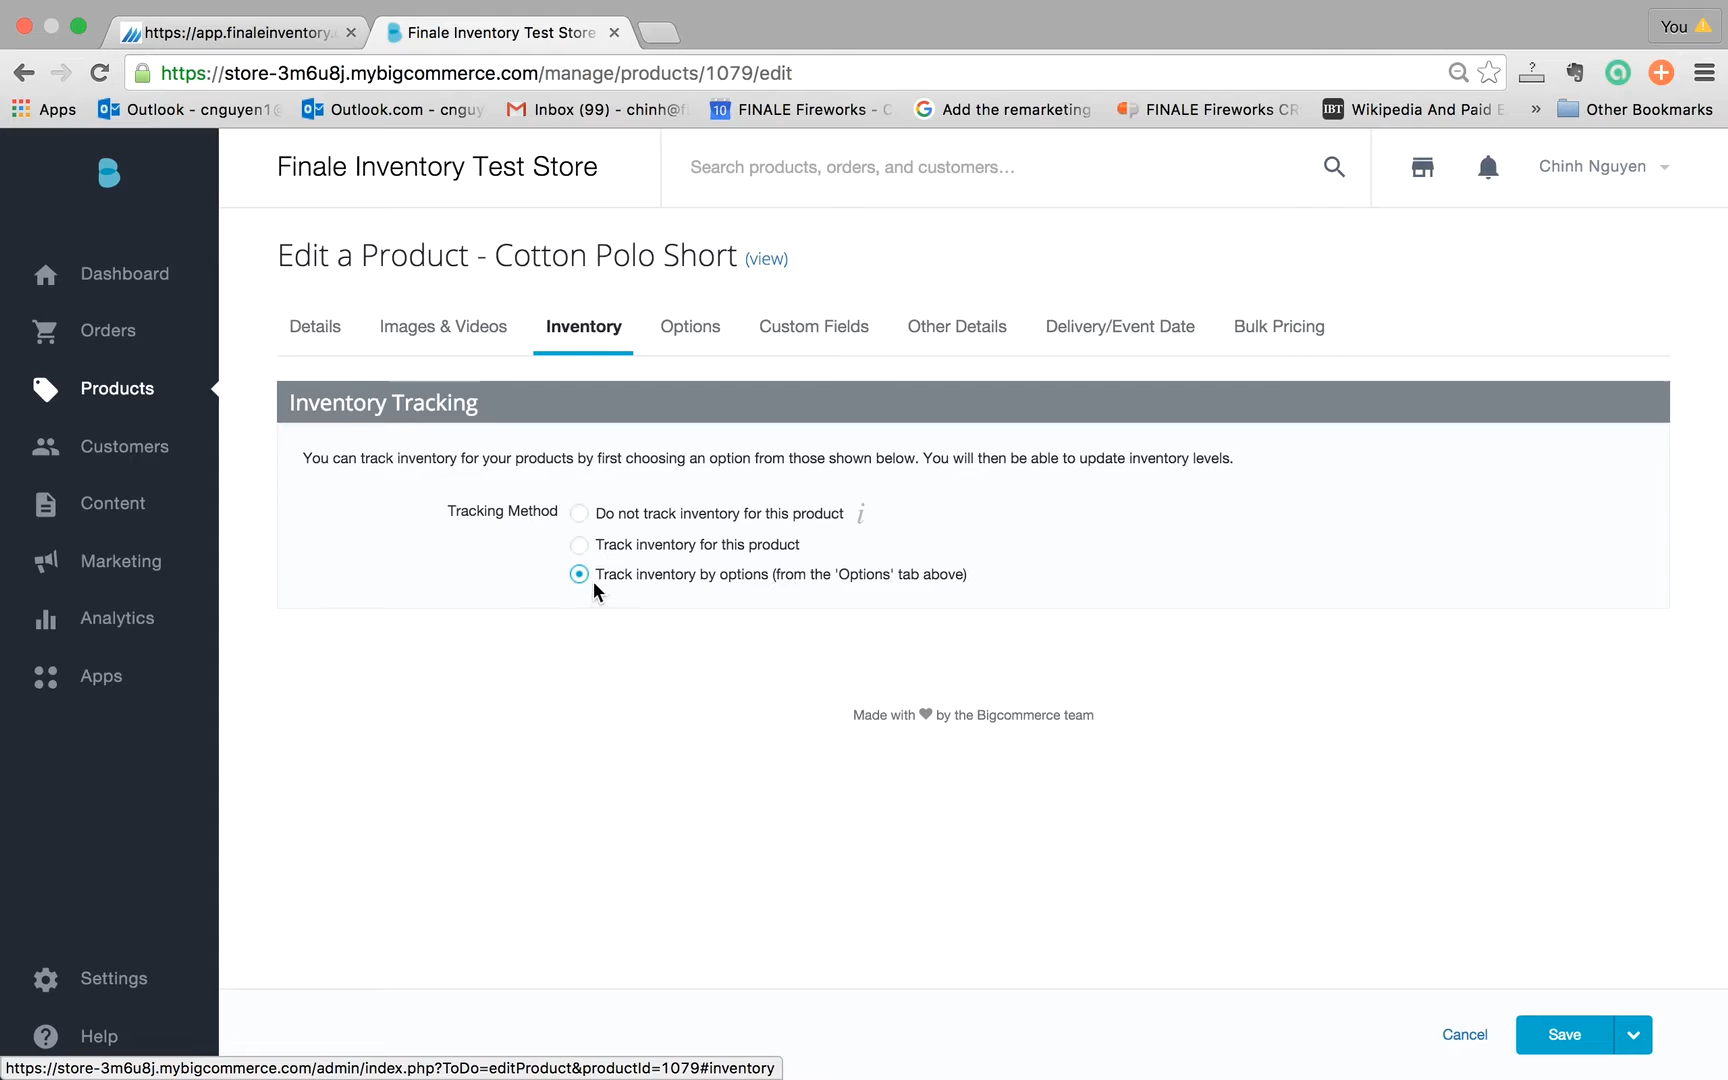 https://app.finaleinventory.
Finale Inventory Test Store
You
https://store-3m6u8j.mybigcommerce.com/manage/products/1079/edit
?
Apps
Outlook - cnguyen1@
Outlook.com - cnguy
Inbox (99) - chinh@f
10
FINALE Fireworks - C
Add the remarketing
FINALE Fireworks CR
IBT
Wikipedia And Paid E
»
Other Bookmarks
Finale Inventory Test Store
Search products, orders, and customers...
Chinh Nguyen
Edit a Product - Cotton Polo Short (view)
Dashboard
Orders
Products
Customers
Content
Marketing
Analytics
Apps
Settings
Help
Details
Images & Videos
Inventory
Options
Custom Fields
Other Details
Delivery/Event Date
Bulk Pricing
Inventory Tracking
You can track inventory for your products by first choosing an option from those shown below. You will then be able to update inventory levels.
Tracking Method
Do not track inventory for this product
i
Track inventory for this product
Track inventory by options (from the 'Options' tab above)
Made with ♥ by the Bigcommerce team
Cancel
Save
https://store-3m6u8j.mybigcommerce.com/admin/index.php?ToDo=editProduct&productId=1079#inventory